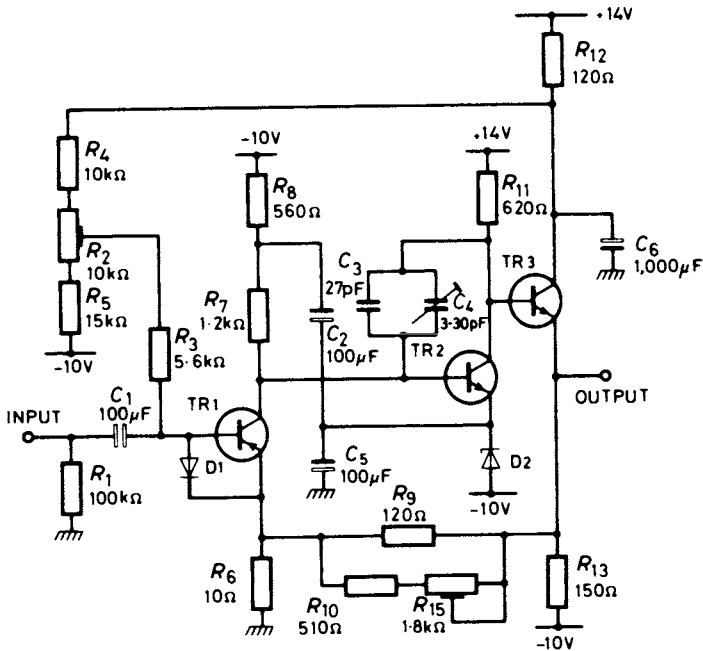 +14V
R12
120Ω
-10V
+14V
R4
10kΩ
R8
560Ω
R11
620Ω
R2
10kΩ
C3
27pF
C4
3-30pF
TR3
C6
1,000μF
R5
15kΩ
R7
1·2kΩ
C2
100μF
TR2
-10V
R3
5·6kΩ
OUTPUT
INPUT
C1
100μF
TR1
D1
C5
100μF
D2
-10V
R1
100kΩ
R9
120Ω
R6
10Ω
R10
510Ω
R15
1·8kΩ
R13
150Ω
-10V